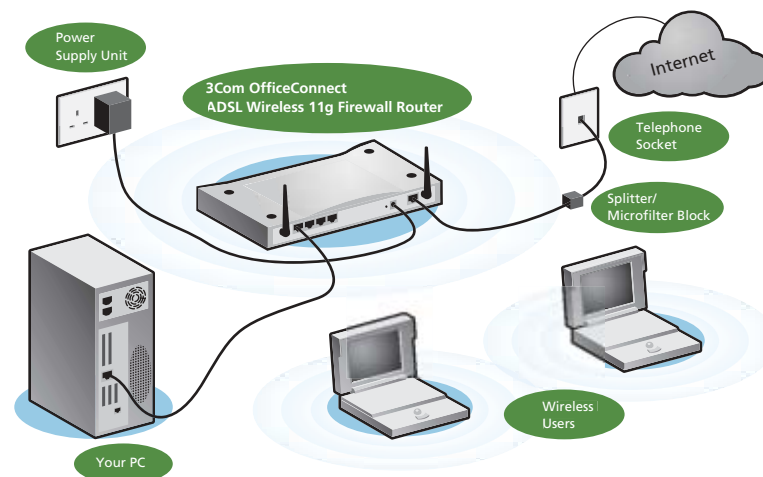 Power
Supply Unit
3Com OfficeConnect
ADSL Wireless 11g Firewall Router
Internet
Telephone
Socket
Splitter/
Microfilter Block
Wireless
Users
Your PC